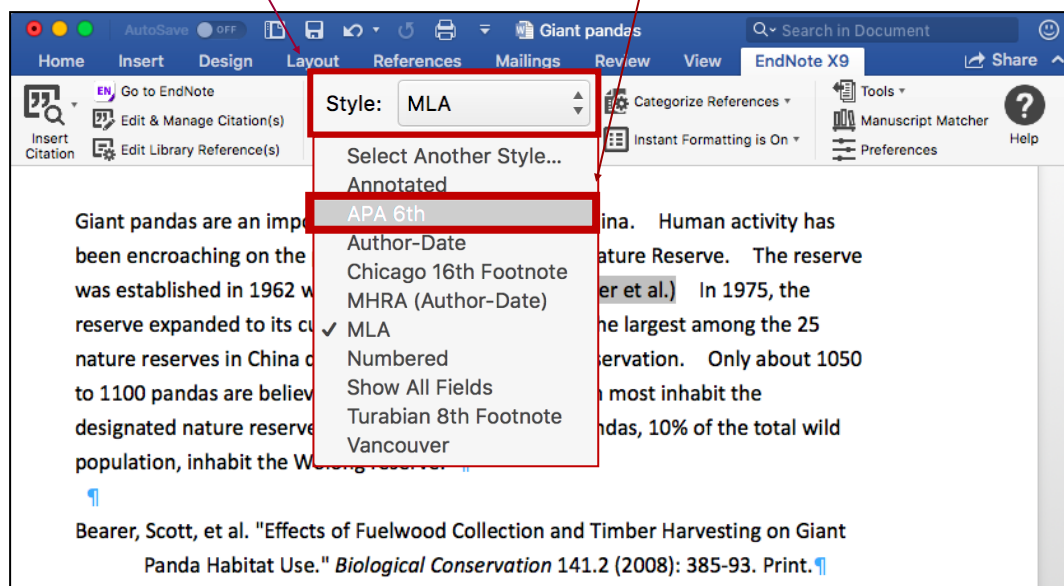 AutoSave OFF Giant pandas Search in Document
Home Insert Design Layout References Mailings Review View EndNote X9 Share
Insert Citation
EN Go to EndNote
Edit & Manage Citation(s)
Edit Library Reference(s)
Style: MLA
Categorize References
Instant Formatting is On
Tools
Manuscript Matcher
Preferences
? Help
Select Another Style...
Annotated
APA 6th
Author-Date
Chicago 16th Footnote
MHRA (Author-Date)
✓ MLA
Numbered
Show All Fields
Turabian 8th Footnote
Vancouver
Giant pandas are an imp ina. Human activity has
been encroaching on the ature Reserve. The reserve
was established in 1962 w er et al.) In 1975, the
reserve expanded to its cu he largest among the 25
nature reserves in China servation. Only about 1050
to 1100 pandas are believ most inhabit the
designated nature reserve ndas, 10% of the total wild
population, inhabit the W
¶
Bearer, Scott, et al. "Effects of Fuelwood Collection and Timber Harvesting on Giant
Panda Habitat Use." Biological Conservation 141.2 (2008): 385-93. Print.¶